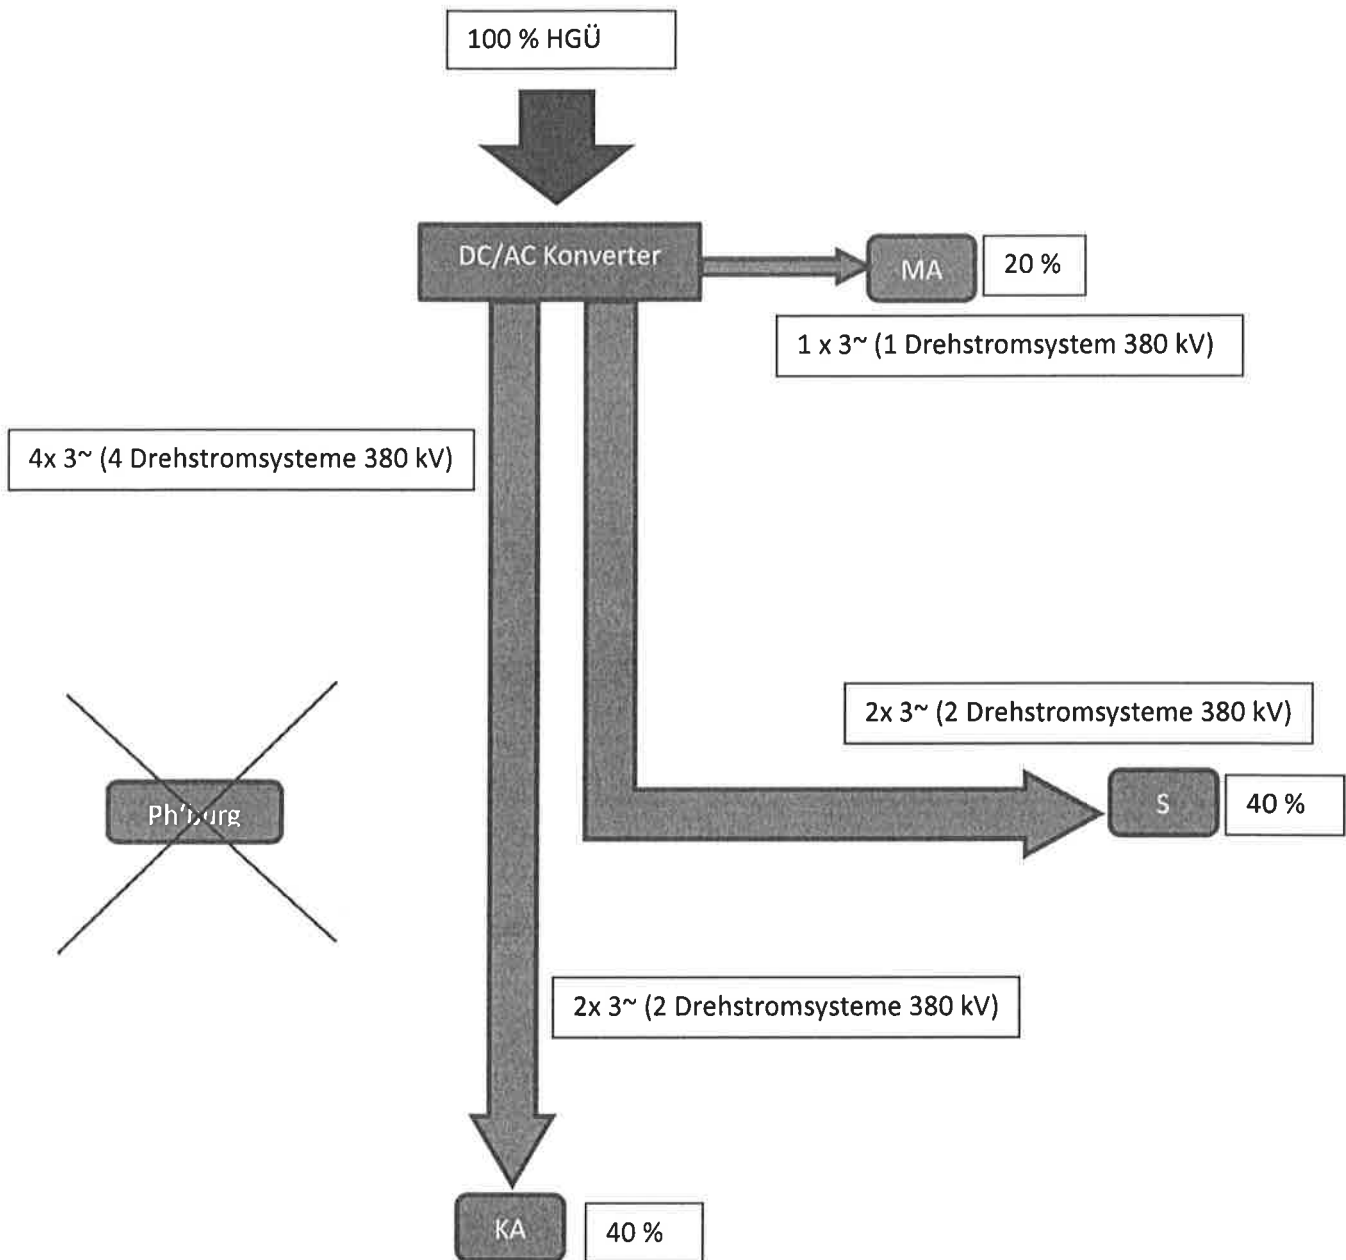 100 % HGÜ
DC/AC Konverter
MA
20 %
1 x 3~ (1 Drehstromsystem 380 kV)
4x 3~ (4 Drehstromsysteme 380 kV)
2x 3~ (2 Drehstromsysteme 380 kV)
Ph'burg
S
40 %
2x 3~ (2 Drehstromsysteme 380 kV)
KA
40 %